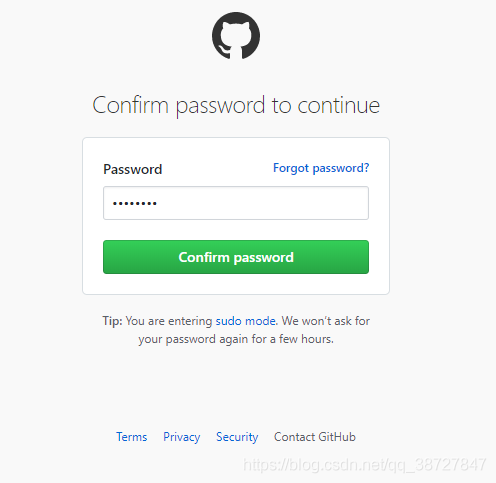 Confirm password to continue
Password Forgot password?
••••••••
Confirm password
Tip: You are entering sudo mode. We won't ask for
your password again for a few hours.
Terms Privacy Security Contact GitHub
https://blog.csdn.net/qq_38727847